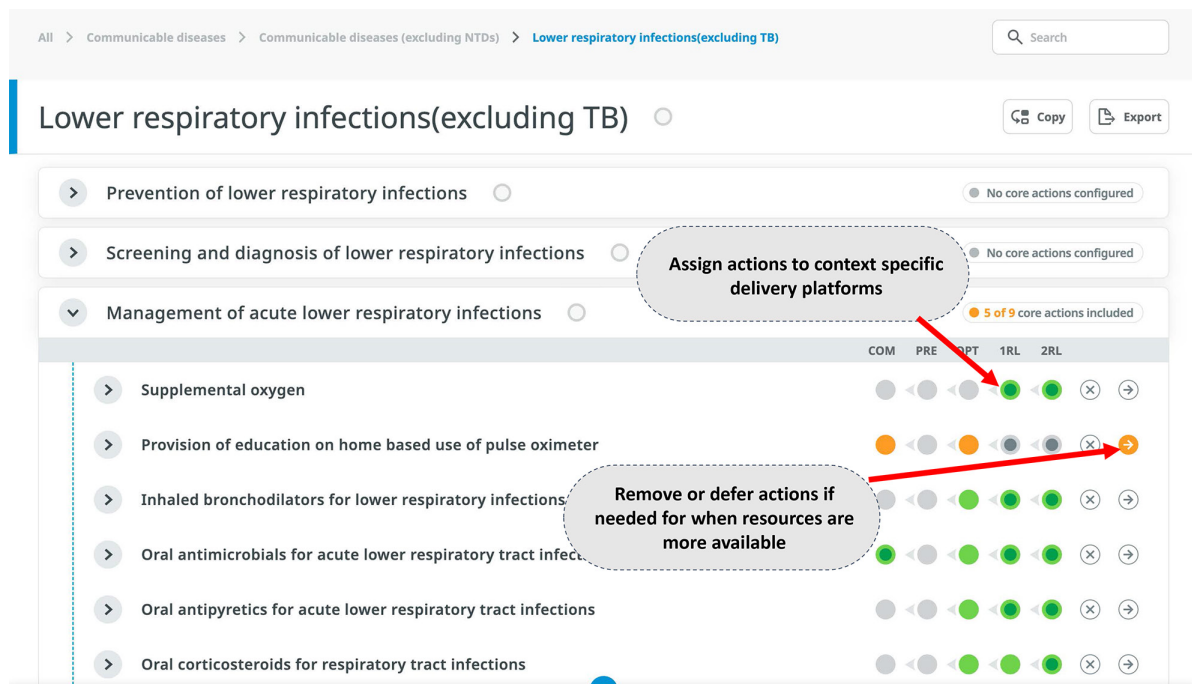 All > Communicable diseases > Communicable diseases (excluding NTDs) > Lower respiratory infections(excluding TB)
Search
Lower respiratory infections(excluding TB)
Copy
Export
Prevention of lower respiratory infections
No core actions configured
Screening and diagnosis of lower respiratory infections
No core actions configured
Assign actions to context specific
delivery platforms
Management of acute lower respiratory infections
5 of 9 core actions included
COM PRE OPT 1RL 2RL
Supplemental oxygen
Provision of education on home based use of pulse oximeter
Inhaled bronchodilators for lower respiratory infections
Remove or defer actions if
needed for when resources are
more available
Oral antimicrobials for acute lower respiratory tract
Oral antipyretics for acute lower respiratory tract infections
Oral corticosteroids for respiratory tract infections